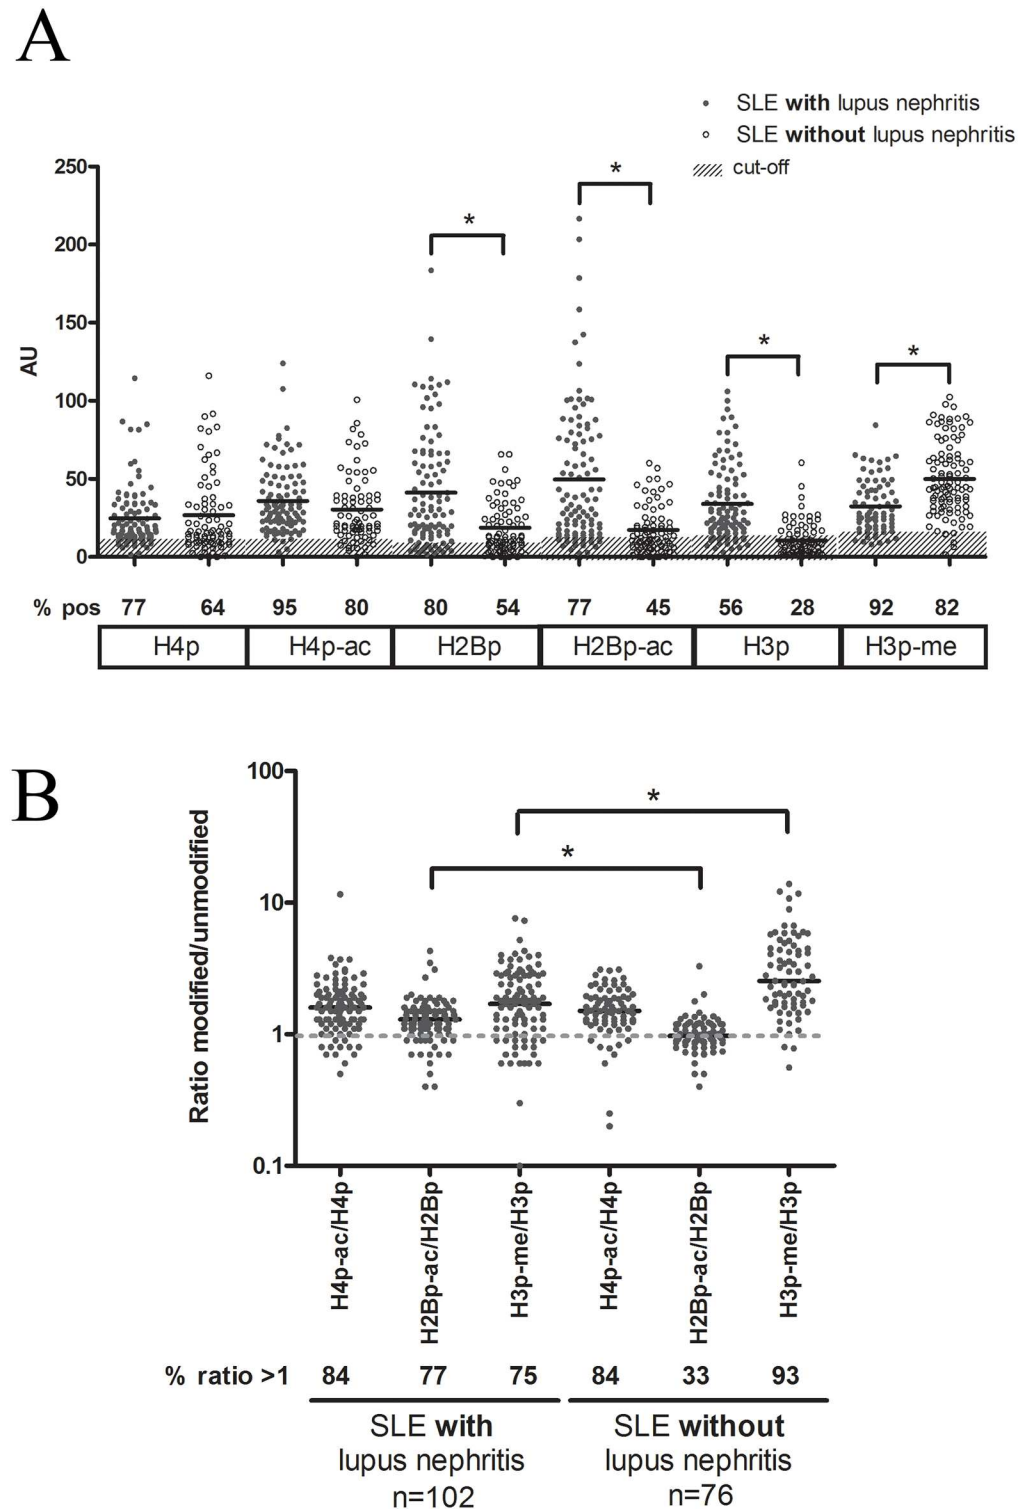 A
SLE with lupus nephritis
SLE without lupus nephritis
cut-off
250
200
150
100
50
0
AU
*
*
*
*
% pos 77 64 95 80 80 54 77 45 56 28 92 82
H4p H4p-ac H2Bp H2Bp-ac H3p H3p-me
B
100
10
1
0.1
Ratio modified/unmodified
*
*
H4p-ac/H4p
H2Bp-ac/H2Bp
H3p-me/H3p
H4p-ac/H4p
H2Bp-ac/H2Bp
H3p-me/H3p
% ratio >1 84 77 75 84 33 93
SLE with SLE without
lupus nephritis lupus nephritis
n=102 n=76